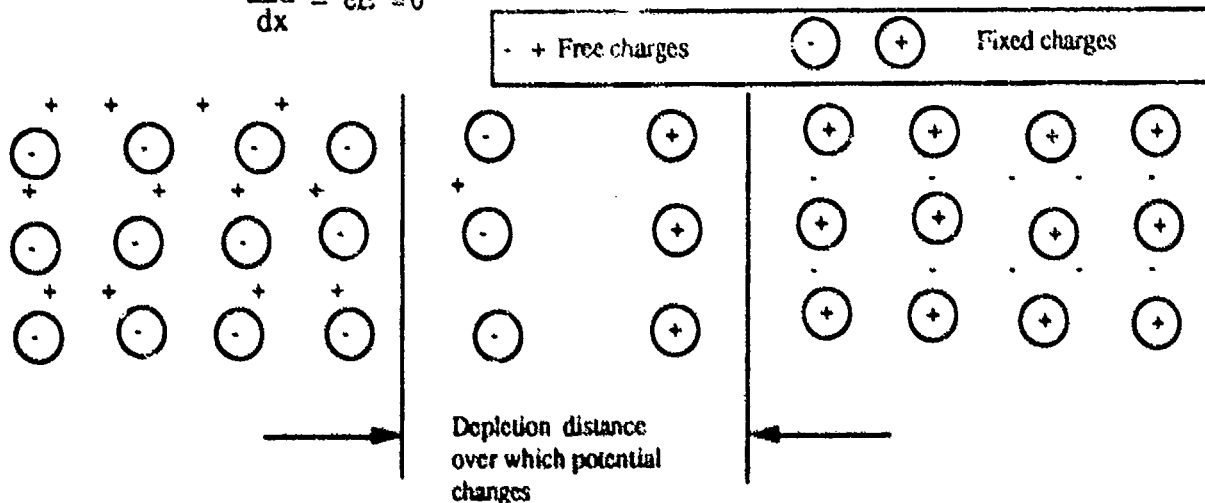 dx
- + Free charges - + Fixed charges
+ + + +
- - - - - + + + + +
+ + + + + - - - - -
- - - - - + + + + +
- - - - -
+ + + +
- - - - - + + + + +
Depletion distance
over which potential
changes